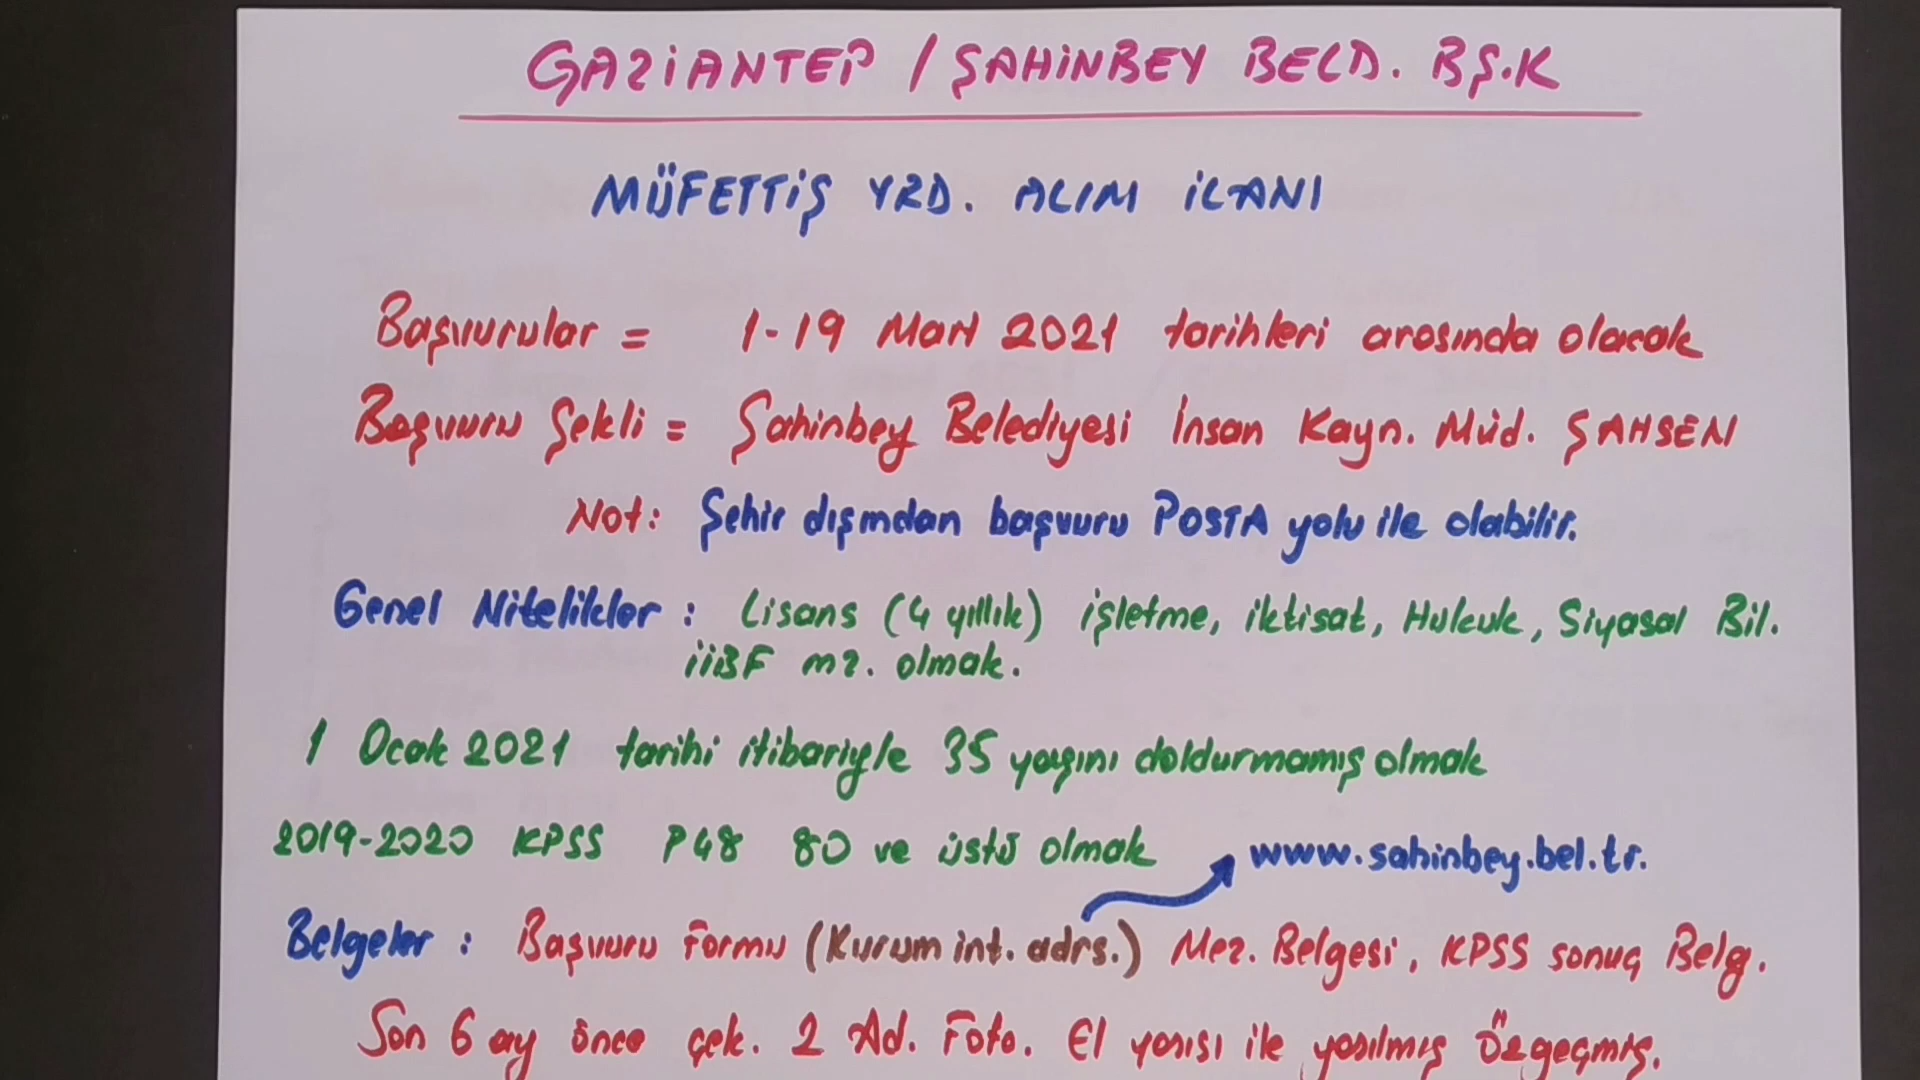 GAZİANTEP / ŞAHİNBEY BELD. BŞ.K
MÜFETTİŞ YRD. ALIM İLANI
Başvurular = 1-19 Mart 2021 tarihleri arasında olacak
Başvuru Şekli = Şahinbey Belediyesi İnsan Kayn. Müd. ŞAHSEN
Not: Şehir dışından başvuru POSTA yolu ile olabilir.
Genel Nitelikler : Lisans (4 yıllık) işletme, iktisat, Hukuk, Siyasal Bil.
iiBF mz. olmak.
1 Ocak 2021 tarihi itibariyle 35 yaşını doldurmamış olmak
2019-2020 KPSS P48 80 ve üstü olmak
www.sahinbey.bel.tr.
Belgeler : Başvuru Formu (Kurum int. adrs.) Mez. Belgesi, KPSS sonuç Belg.
Son 6 ay önce çek. 2 Ad. Foto. El yazısı ile yazılmış Özgeçmiş.